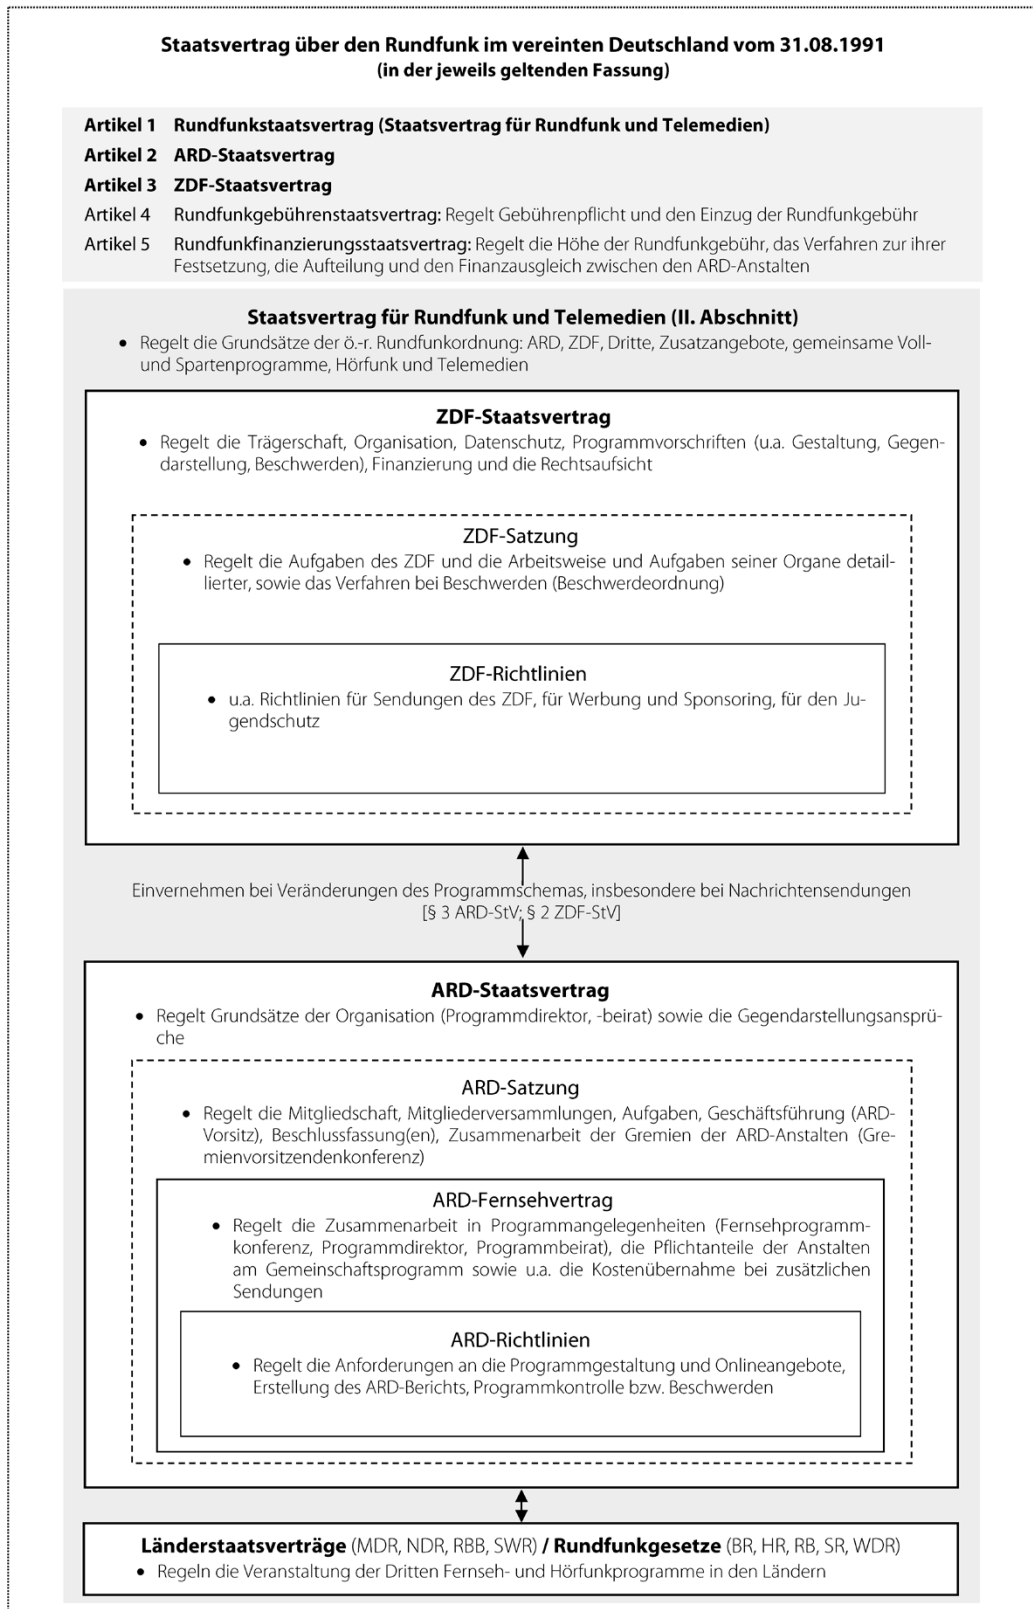 Staatsvertrag über den Rundfunk im vereinten Deutschland vom 31.08.1991
(in der jeweils geltenden Fassung)
Artikel 1 Rundfunkstaatsvertrag (Staatsvertrag für Rundfunk und Telemedien)
Artikel 2 ARD-Staatsvertrag
Artikel 3 ZDF-Staatsvertrag
Artikel 4 Rundfunkgebührenstaatsvertrag: Regelt Gebührenpflicht und den Einzug der Rundfunkgebühr
Artikel 5 Rundfunkfinanzierungsstaatsvertrag: Regelt die Höhe der Rundfunkgebühr, das Verfahren zur ihrer
Festsetzung, die Aufteilung und den Finanzausgleich zwischen den ARD-Anstalten
Staatsvertrag für Rundfunk und Telemedien (II. Abschnitt)
• Regelt die Grundsätze der ö.-r. Rundfunkordnung: ARD, ZDF, Dritte, Zusatzangebote, gemeinsame Voll-
und Spartenprogramme, Hörfunk und Telemedien
ZDF-Staatsvertrag
• Regelt die Trägerschaft, Organisation, Datenschutz, Programmvorschriften (u.a. Gestaltung, Gegen-
darstellung, Beschwerden), Finanzierung und die Rechtsaufsicht
ZDF-Satzung
• Regelt die Aufgaben des ZDF und die Arbeitsweise und Aufgaben seiner Organe detail-
lierter, sowie das Verfahren bei Beschwerden (Beschwerdeordnung)
ZDF-Richtlinien
• u.a. Richtlinien für Sendungen des ZDF, für Werbung und Sponsoring, für den Ju-
gendschutz
Einvernehmen bei Veränderungen des Programmschemas, insbesondere bei Nachrichtensendungen
[§ 3 ARD-StV; § 2 ZDF-StV]
ARD-Staatsvertrag
• Regelt Grundsätze der Organisation (Programmdirektor, -beirat) sowie die Gegendarstellungsansprü-
che
ARD-Satzung
• Regelt die Mitgliedschaft, Mitgliederversammlungen, Aufgaben, Geschäftsführung (ARD-
Vorsitz), Beschlussfassung(en), Zusammenarbeit der Gremien der ARD-Anstalten (Gre-
mienvorsitzendenkonferenz)
ARD-Fernsehvertrag
• Regelt die Zusammenarbeit in Programmangelegenheiten (Fernsehprogramm-
konferenz, Programmdirektor, Programmbeirat), die Pflichtanteile der Anstalten
am Gemeinschaftsprogramm sowie u.a. die Kostenübernahme bei zusätzlichen
Sendungen
ARD-Richtlinien
• Regelt die Anforderungen an die Programmgestaltung und Onlineangebote,
Erstellung des ARD-Berichts, Programmkontrolle bzw. Beschwerden
Länderstaatsverträge (MDR, NDR, RBB, SWR) / Rundfunkgesetze (BR, HR, RB, SR, WDR)
• Regeln die Veranstaltung der Dritten Fernseh- und Hörfunkprogramme in den Ländern